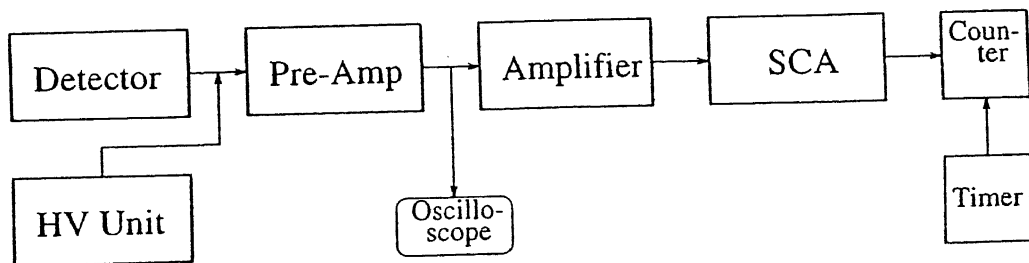 Detector
Pre-Amp
Amplifier
SCA
Coun-
ter
HV Unit
Oscillo-
scope
Timer